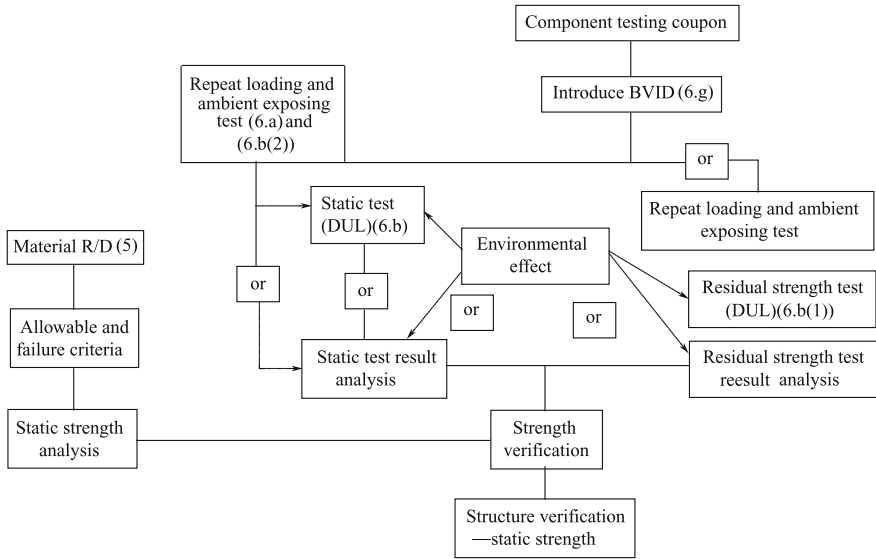 Component testing coupon
Repeat loading and
ambient exposing
test (6.a) and
(6.b(2))
Introduce BVID (6.g)
or
Static test
(DUL)(6.b)
Repeat loading and ambient
exposing test
Material R/D (5)
Environmental
effect
or
or
Residual strength test
(DUL)(6.b(1))
or
or
Allowable and
failure criteria
Static test result
analysis
Residual strength test
reesult analysis
Static strength
analysis
Strength
verification
Structure verification
—static strength